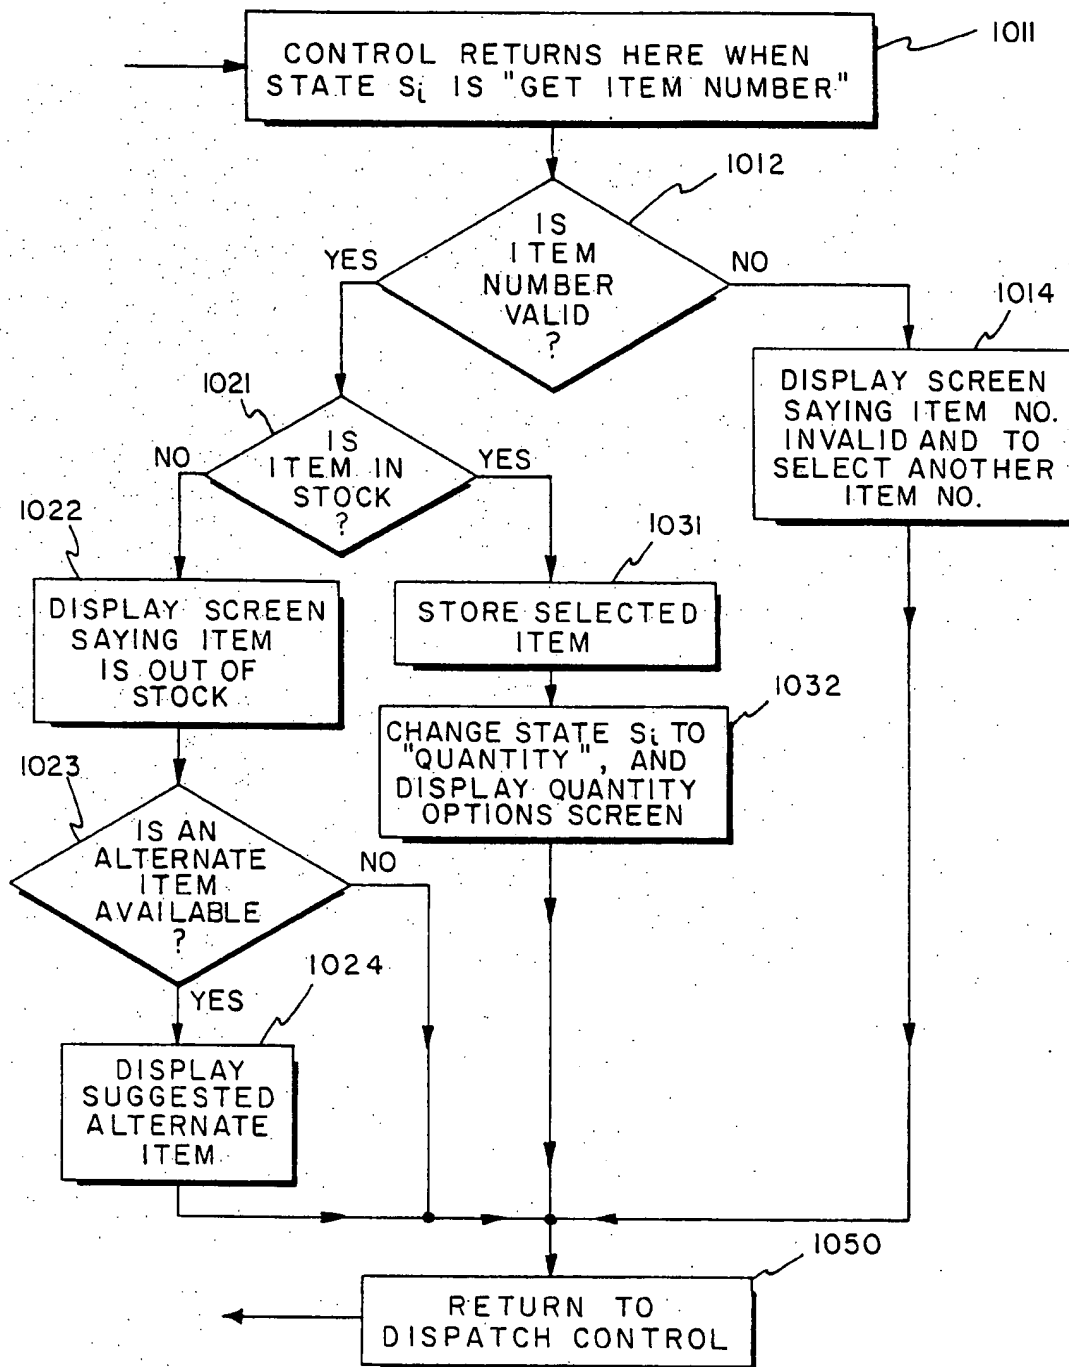 CONTROL RETURNS HERE WHEN
STATE Si IS "GET ITEM NUMBER"
1011
1012
IS
ITEM
NUMBER
VALID
?
YES
NO
1014
DISPLAY SCREEN
SAYING ITEM NO.
INVALID AND TO
SELECT ANOTHER
ITEM NO.
1021
IS
ITEM IN
STOCK
?
NO
YES
1022
DISPLAY SCREEN
SAYING ITEM
IS OUT OF
STOCK
1031
STORE SELECTED
ITEM
1032
CHANGE STATE Si TO
"QUANTITY", AND
DISPLAY QUANTITY
OPTIONS SCREEN
1023
IS AN
ALTERNATE
ITEM
AVAILABLE
?
NO
YES
1024
DISPLAY
SUGGESTED
ALTERNATE
ITEM
1050
RETURN TO
DISPATCH CONTROL